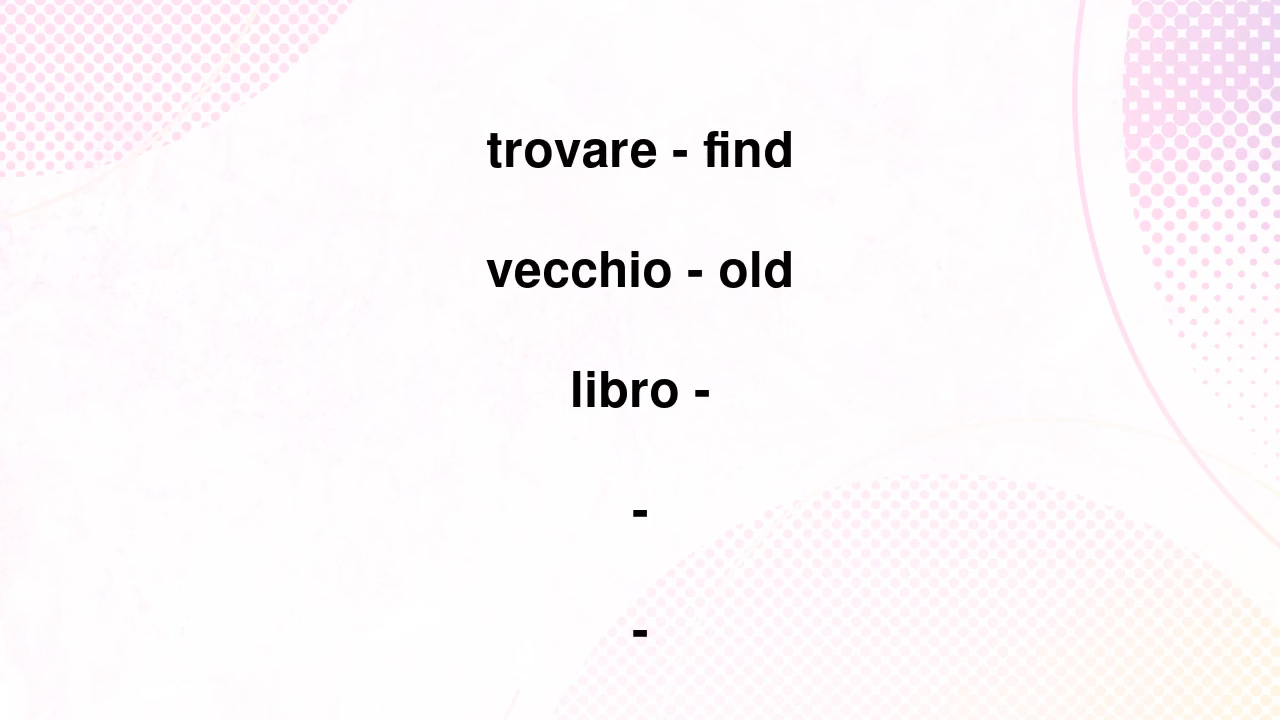 trovare - find
vecchio - old
libro -
-
-